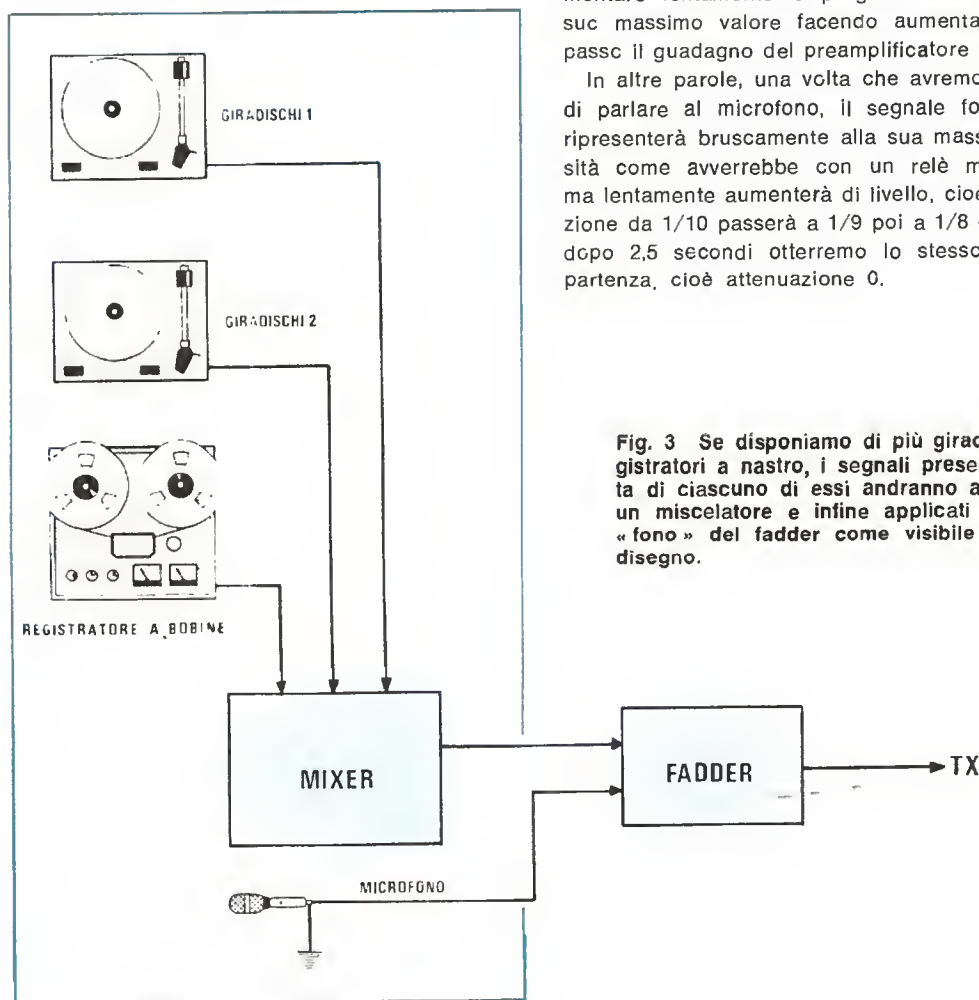 suc massimo valore facendo aumenta
passc il guadagno del preamplificatore
In altre parole, una vclta che avremo
di parlare al microfono, il segnale fo
ripresenterà bruscamente alla sua mass
sità come avverrebbe con un relè m
ma lentamente aumenterà di livello, cioè
zione da 1/10 passerà a 1/9 poi a 1/8
dcpo 2,5 secondi otterremo lo stesso
partenza, cioè attenuazione 0.
GIRADISCHI 1
GIRADISCHI 2
REGISTRATORE A BOBINE
Fig. 3 Se disponiamo di più girad
gistratori a nastro, i segnali prese
ta di ciascuno di essi andranno a
un miscelatore e infine applicati
« fono » del fadder come visibile
disegno.
MIXER
FADDER
TX
MICROFONO